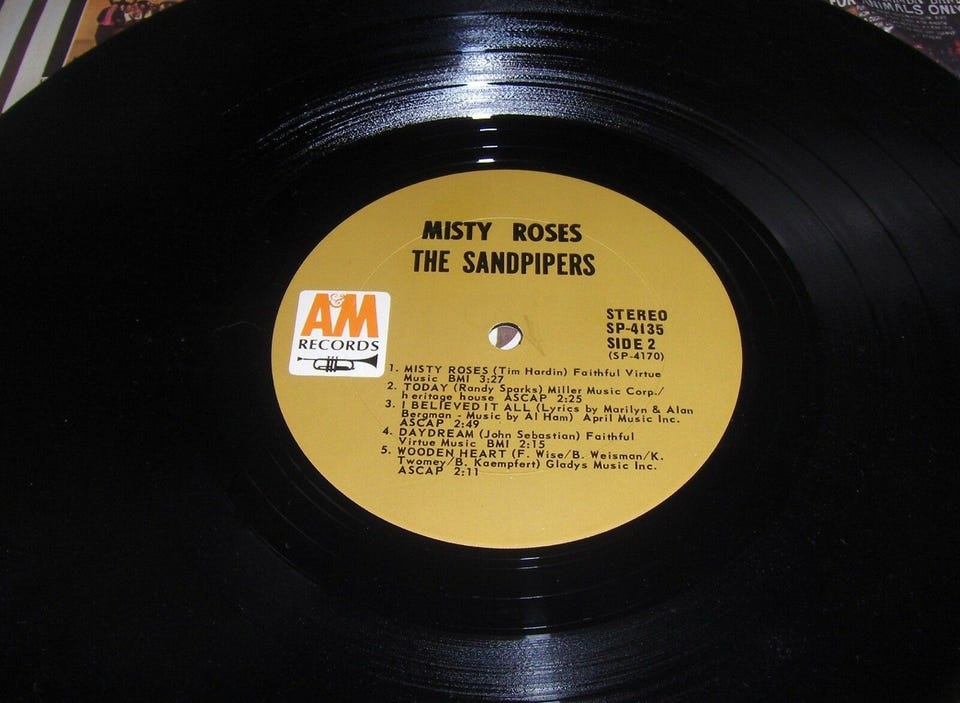 ANIMALS ONLY
MISTY ROSES
THE SANDPIPERS
A&M
RECORDS
STEREO
SP-4135
SIDE 2
(SP-4170)
1. MISTY ROSES (Tim Hardin) Faithful Virtue
Music BMI 3:27
2. TODAY (Randy Sparks) Miller Music Corp./
heritage house ASCAP 2:25
3. I BELIEVED IT ALL (Lyrics by Marilyn & Alan
Bergman - Music by Al Ham) April Music Inc.
ASCAP 2:49
4. DAYDREAM (John Sebastian) Faithful
Virtue Music BMI 2:15
5. WOODEN HEART (F. Wise/B. Weisman/K.
Twomey/B. Kaempfert) Gladys Music Inc.
ASCAP 2:11